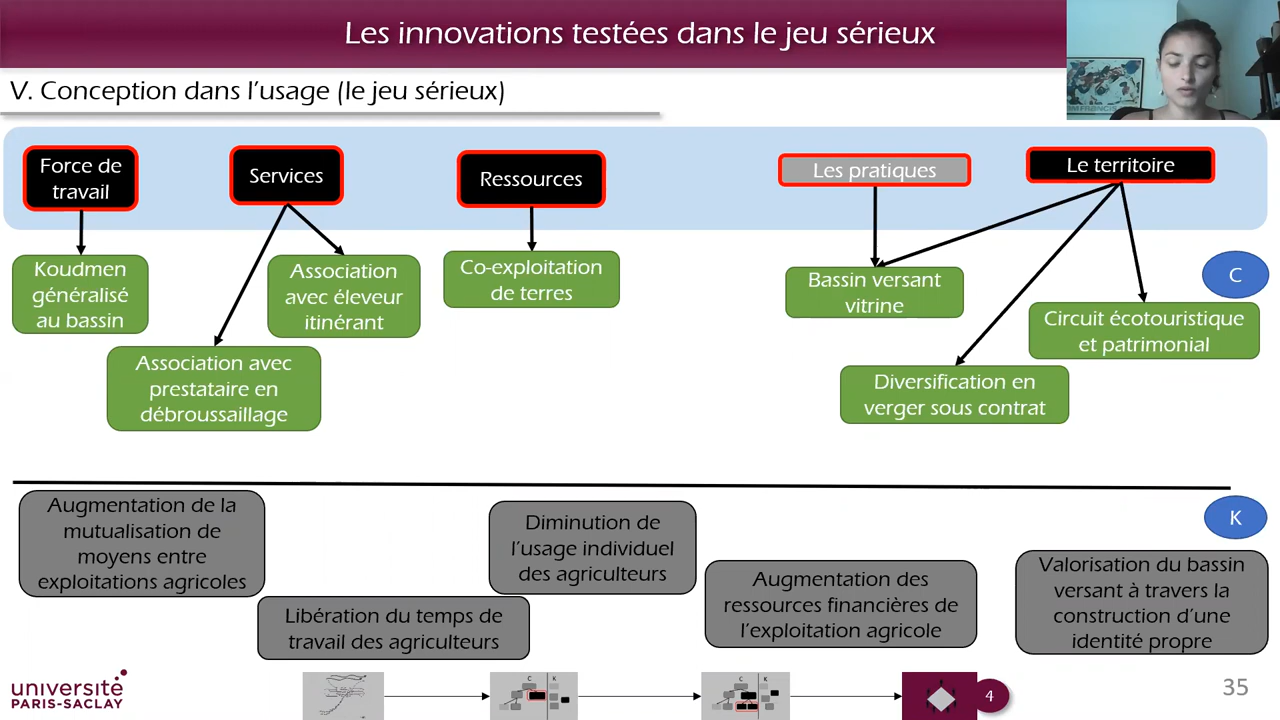 Les innovations testées dans le jeu sérieux
V. Conception dans l'usage (le jeu sérieux)
Force de
travail
Services
Ressources
Les pratiques
Le territoire
Koudmen
généralisé
au bassin
Association
avec éleveur
itinérant
Co-exploitation
de terres
Bassin versant
vitrine
C
Circuit écotouristique
et patrimonial
Association avec
prestataire en
débroussaillage
Diversification en
verger sous contrat
Augmentation de la
mutualisation de
moyens entre
exploitations agricoles
Diminution de
l'usage individuel
des agriculteurs
K
Libération du temps de
travail des agriculteurs
Augmentation des
ressources financières de
l'exploitation agricole
Valorisation du bassin
versant à travers la
construction d'une
identité propre
université
PARIS-SACLAY
C K
C K
4
35